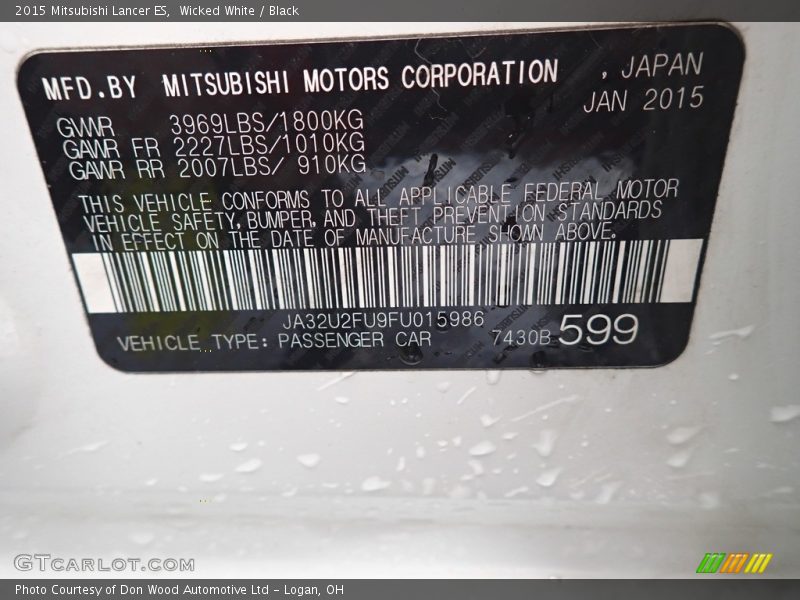 2015 Mitsubishi Lancer ES,  Wicked White / Black
MFD.BY MITSUBISHI MOTORS CORPORATION , JAPAN
JAN 2015
GVWR 3969LBS/1800KG
GAWR FR 2227LBS/1010KG
GAWR RR 2007LBS/ 910KG
THIS VEHICLE CONFORMS TO ALL APPLICABLE FEDERAL MOTOR
VEHICLE SAFETY, BUMPER, AND THEFT PREVENTION STANDARDS
IN EFFECT ON THE DATE OF MANUFACTURE SHOWN ABOVE.
JA32U2FU9FU015986
VEHICLE TYPE: PASSENGER CAR 7430B 599
GTCARLOT.COM
Photo Courtesy of Don Wood Automotive Ltd - Logan, OH